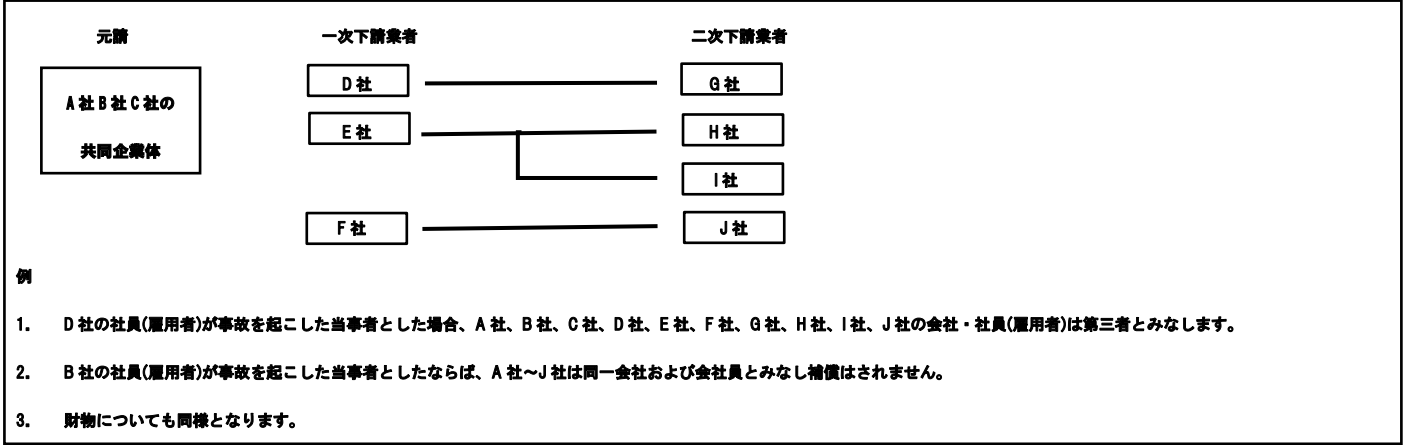 元請 一次下請業者 二次下請業者
D社 G社
A社B社C社の
共同企業体
E社 H社
I社
F社 J社
例
1. D社の社員(雇用者)が事故を起こした当事者とした場合、A社、B社、C社、D社、E社、F社、G社、H社、I社、J社の会社・社員(雇用者)は第三者とみなします。
2. B社の社員(雇用者)が事故を起こした当事者としたならば、A社~J社は同一会社および会社員とみなし補償はされません。
3. 財物についても同様となります。